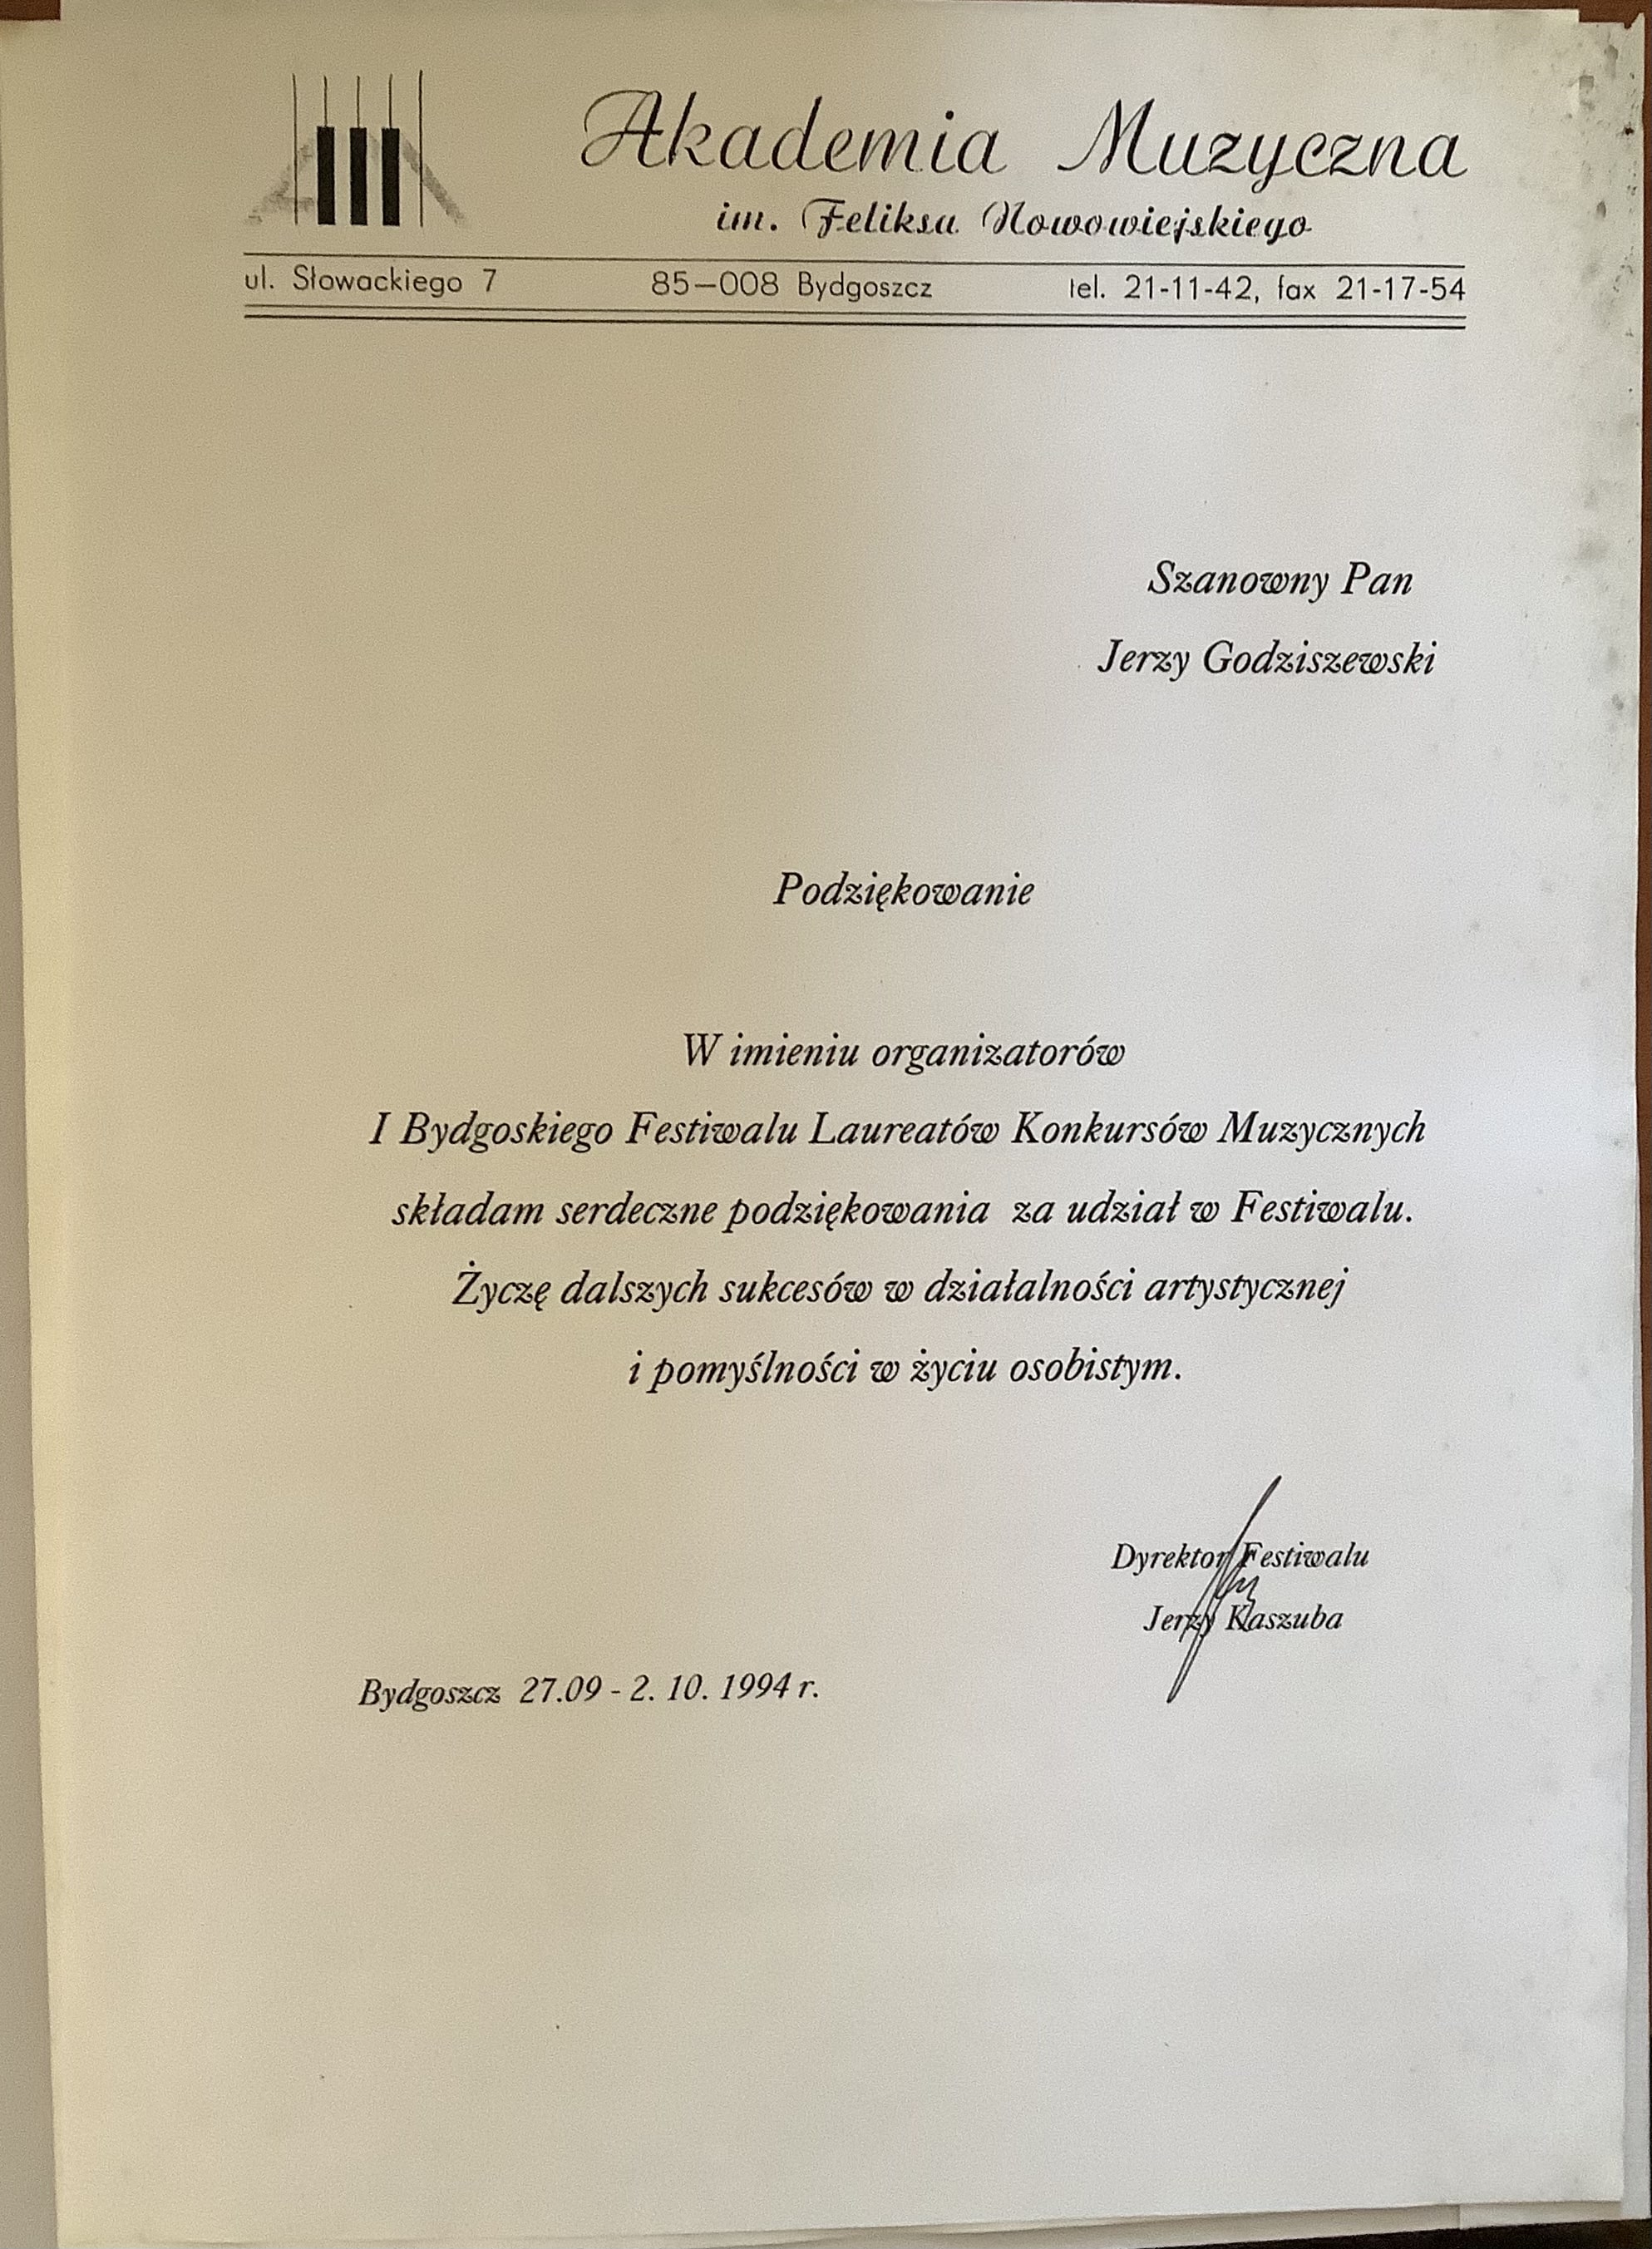 Akademia Muzyczna
im. Feliksa Nowowiejskiego
ul. Słowackiego 7 85–008 Bydgoszcz tel. 21-11-42, fax 21-17-54
Szanowny Pan
Jerzy Godziszewski
Podziękowanie
W imieniu organizatorów
I Bydgoskiego Festiwalu Laureatów Konkursów Muzycznych
składam serdeczne podziękowania za udział w Festiwalu.
Życzę dalszych sukcesów w działalności artystycznej
i pomyślności w życiu osobistym.
Dyrektor Festiwalu
Jerzy Kaszuba
Bydgoszcz 27.09 - 2. 10. 1994 r.